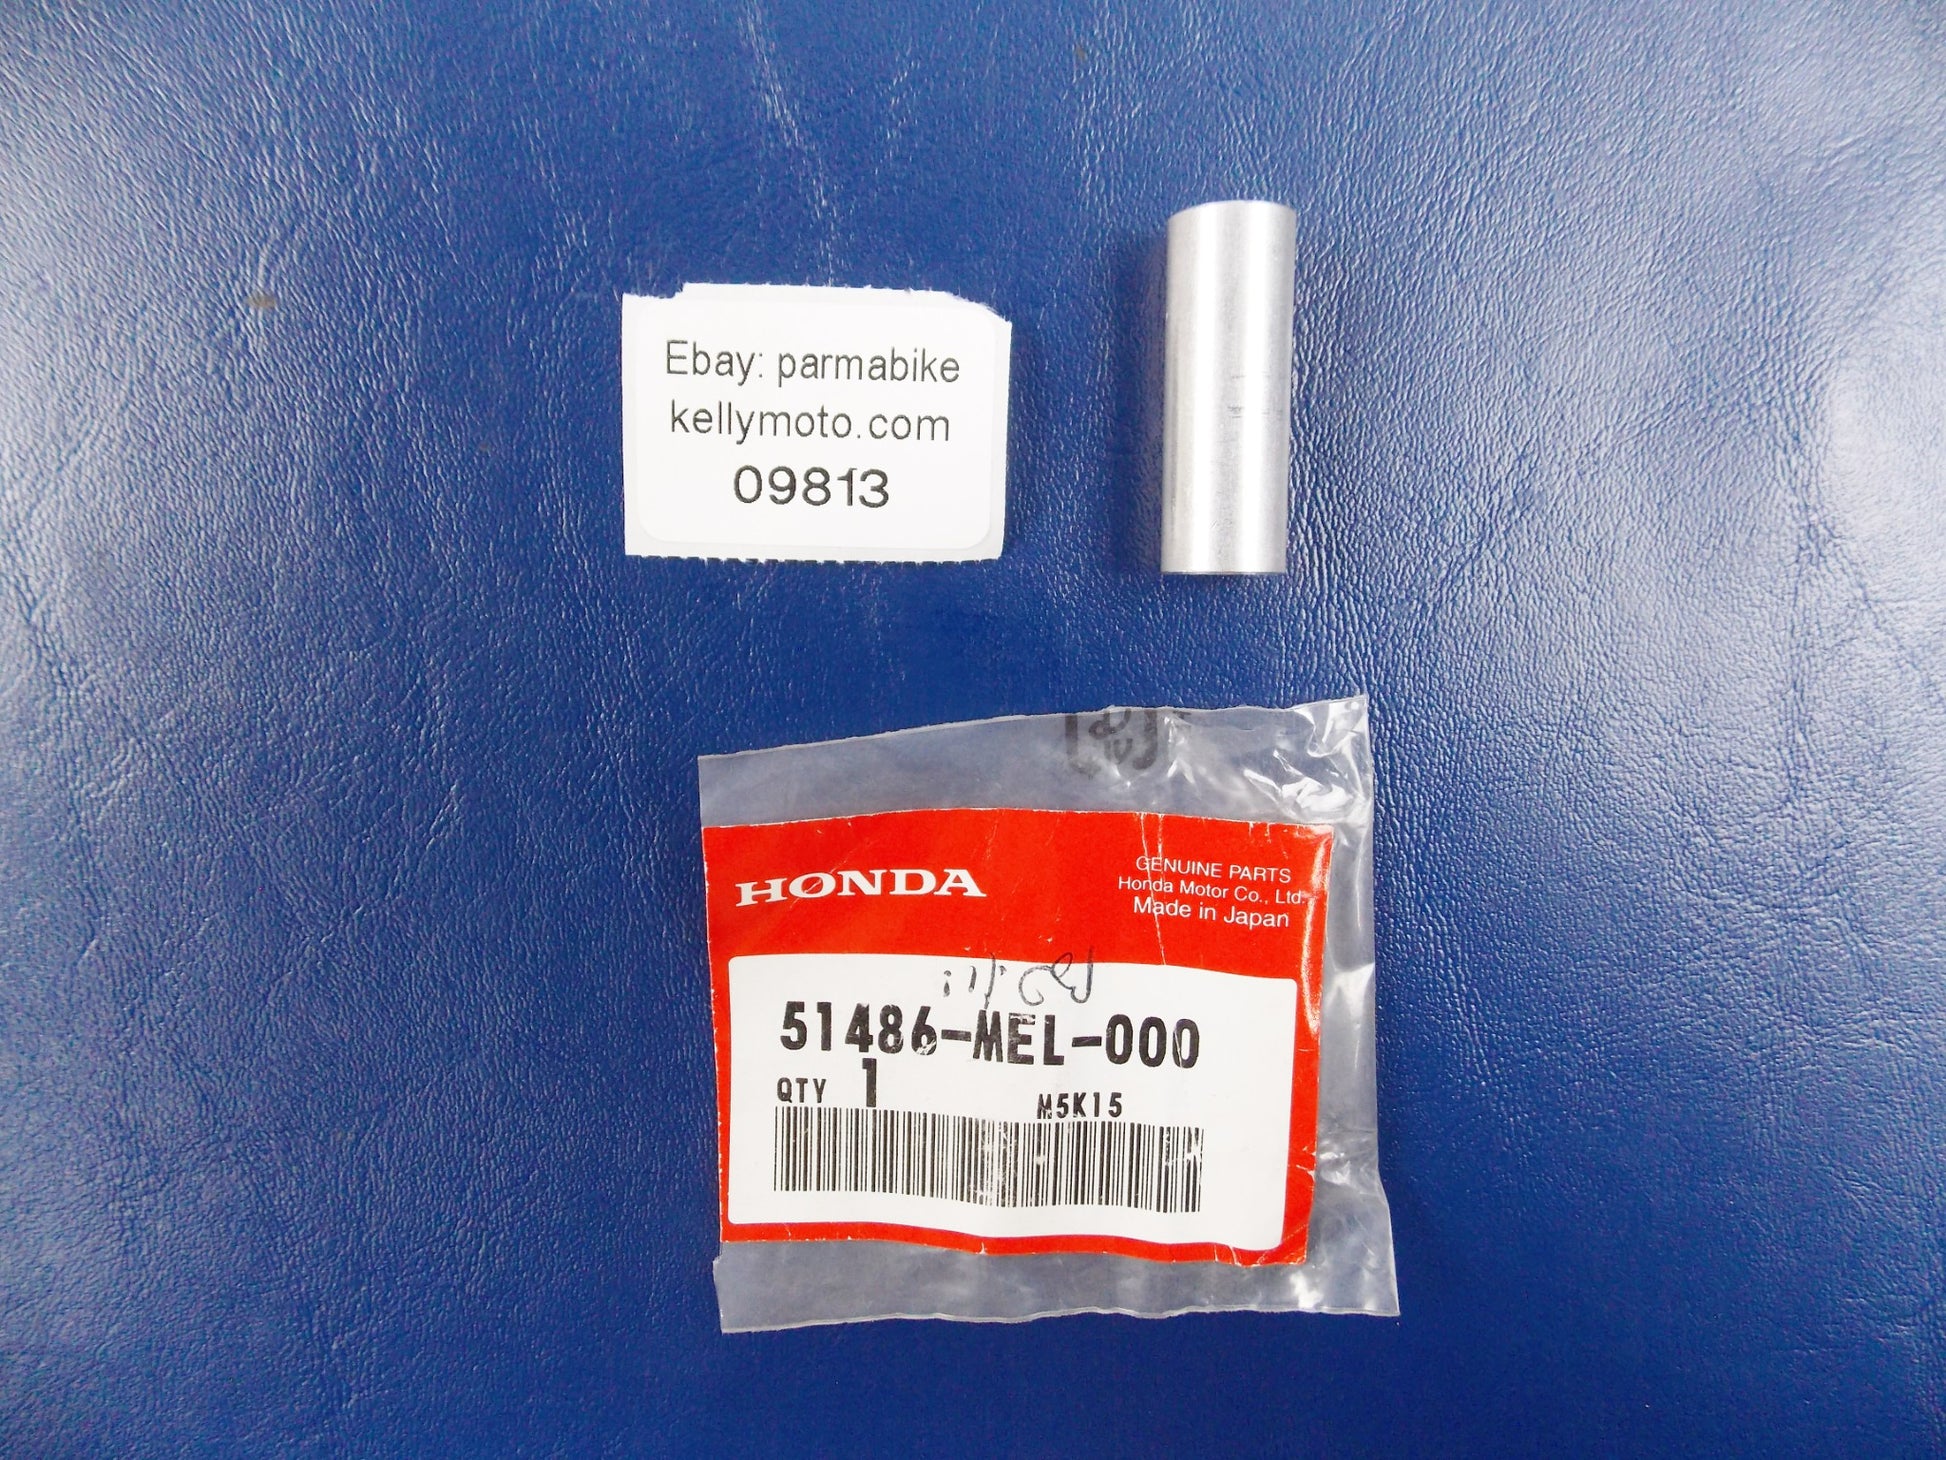 Ebay: parmabike
kellymoto.com
09813
HONDA
GENUINE PARTS
Honda Motor Co., Ltd.
Made in Japan
51486-MEL-000
QTY 1
M5K15